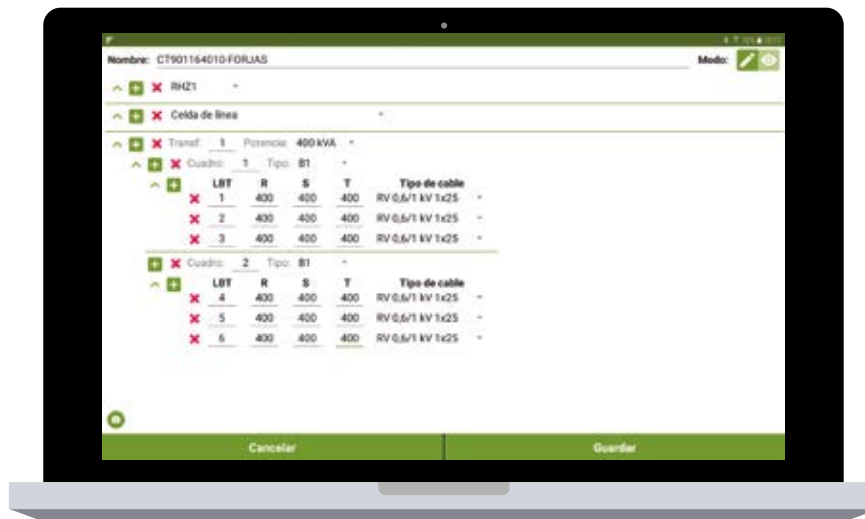 Nombre: CT901164010-FORJAS Modo:
RHZ1
Celda de línea
Transf: 1 Potencia: 400 kVA
Cuadro: 1 Tipo: B1
LBT R S T Tipo de cable
1 400 400 400 RV 0,6/1 kV 1x25
2 400 400 400 RV 0,6/1 kV 1x25
3 400 400 400 RV 0,6/1 kV 1x25
Cuadro: 2 Tipo: B1
LBT R S T Tipo de cable
4 400 400 400 RV 0,6/1 kV 1x25
5 400 400 400 RV 0,6/1 kV 1x25
6 400 400 400 RV 0,6/1 kV 1x25
Cancelar Guardar